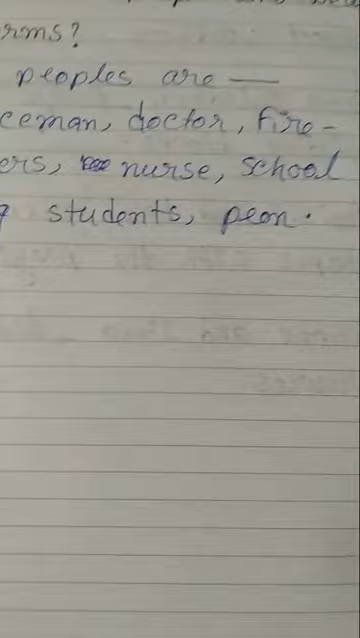 rms?
peoples are —
ceman, doctor, fire-
ers, nurse, school
students, peon.